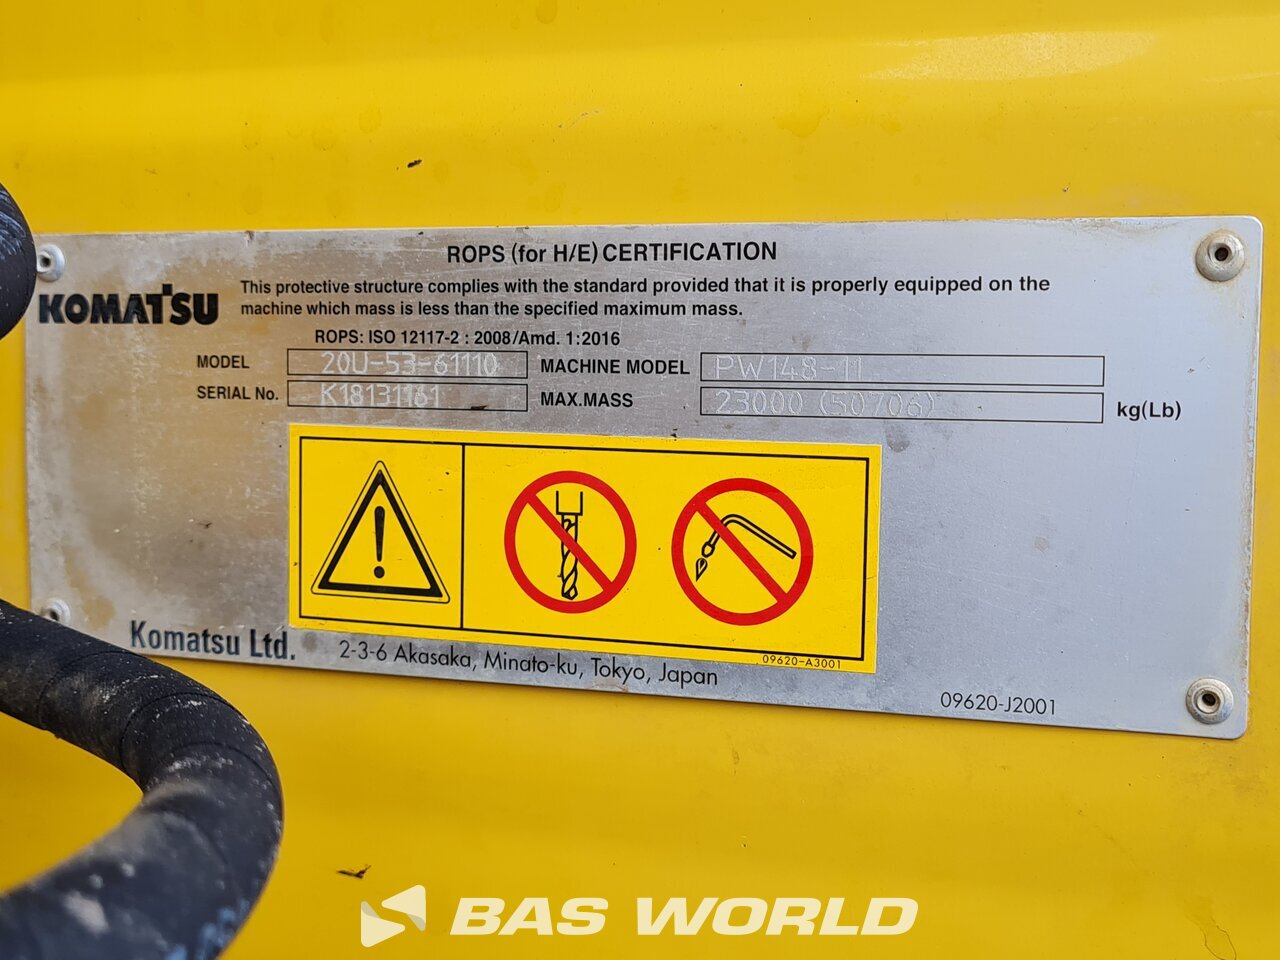 ROPS (for H/E) CERTIFICATION
KOMATSU
This protective structure complies with the standard provided that it is properly equipped on the
machine which mass is less than the specified maximum mass.
ROPS: ISO 12117-2 : 2008/Amd. 1:2016
MODEL 20U-53-61110 MACHINE MODEL PW148-11
SERIAL No. K18131161 MAX.MASS 23000 (50706) kg(Lb)
09620-A3001
Komatsu Ltd. 2-3-6 Akasaka, Minato-ku, Tokyo, Japan
09620-J2001
BAS WORLD